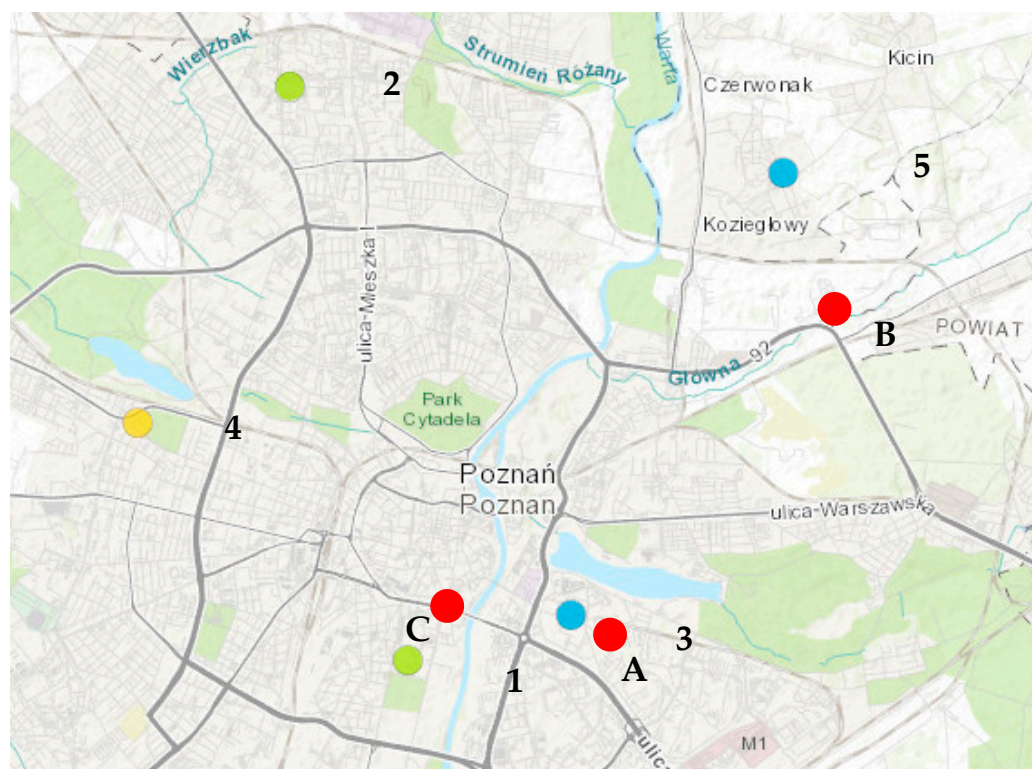 Wierzbak
2
Strumień Różany
Warta
Kicin
Czerwonak
5
Koziegłowy
ulica-Mieszka I
B
POWIAT
Główna
92
Park
Cytadela
4
Poznań
Poznan
ulica-Warszawska
C
3
A
1
ulica
M1